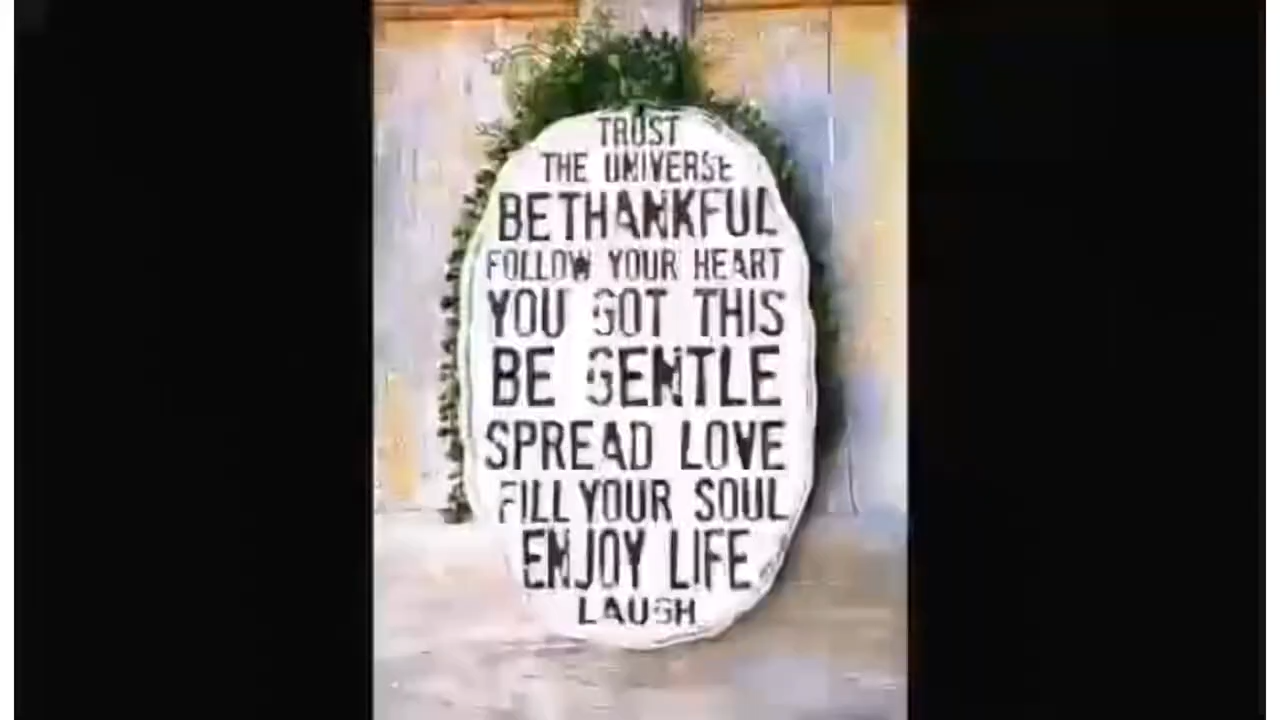 TRUST
THE UNIVERSE
BE THANKFUL
FOLLOW YOUR HEART
YOU GOT THIS
BE GENTLE
SPREAD LOVE
FILL YOUR SOUL
ENJOY LIFE
LAUGH